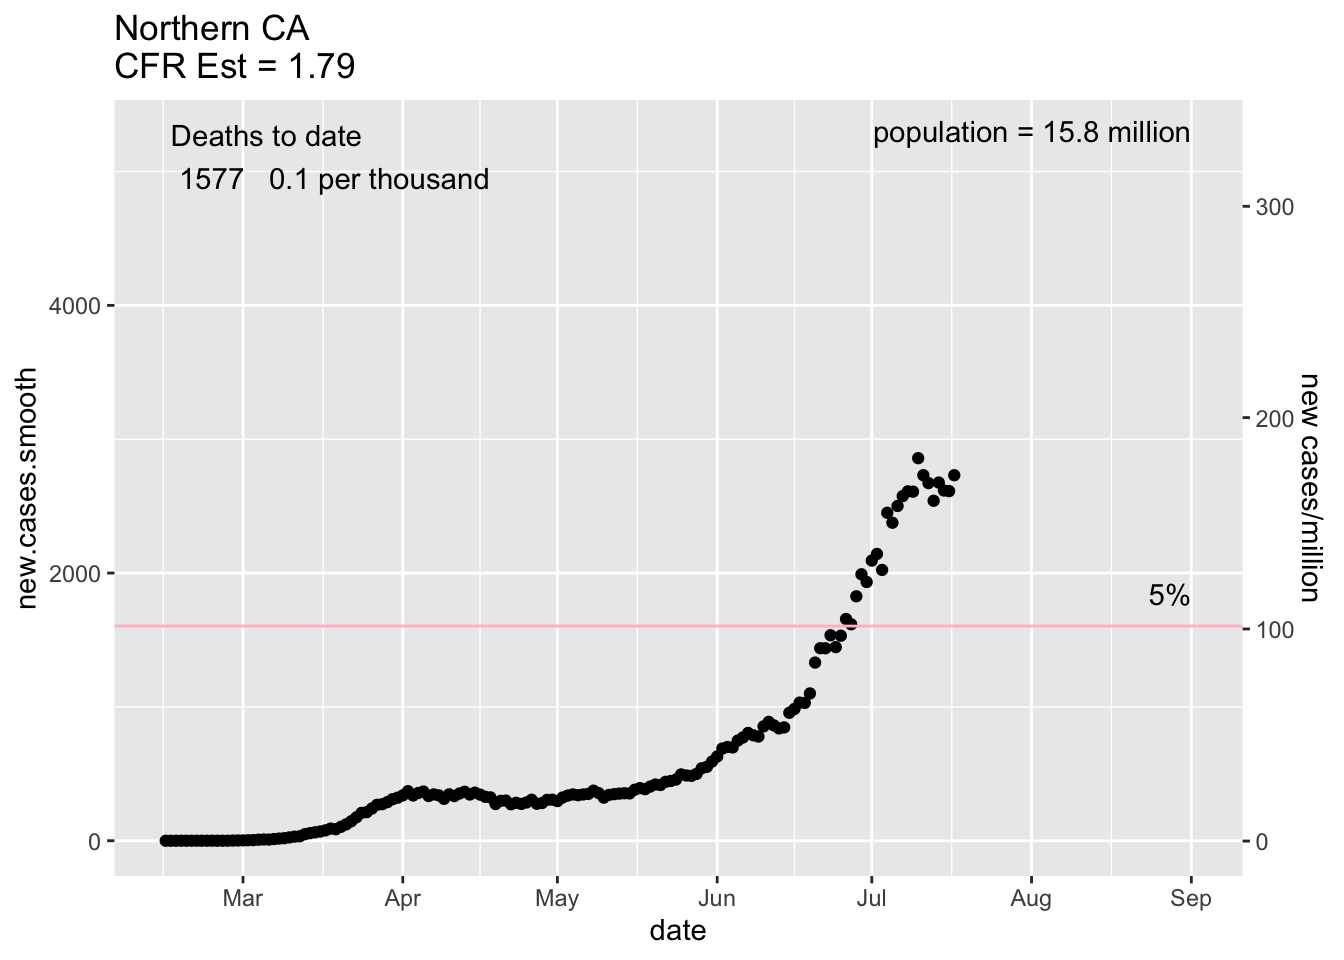 Northern CA
CFR Est = 1.79
Deaths to date
1577 0.1 per thousand
population = 15.8 million
5%
new.cases.smooth
4000
2000
0
new cases/million
300
200
100
0
Mar Apr May Jun Jul Aug Sep
date